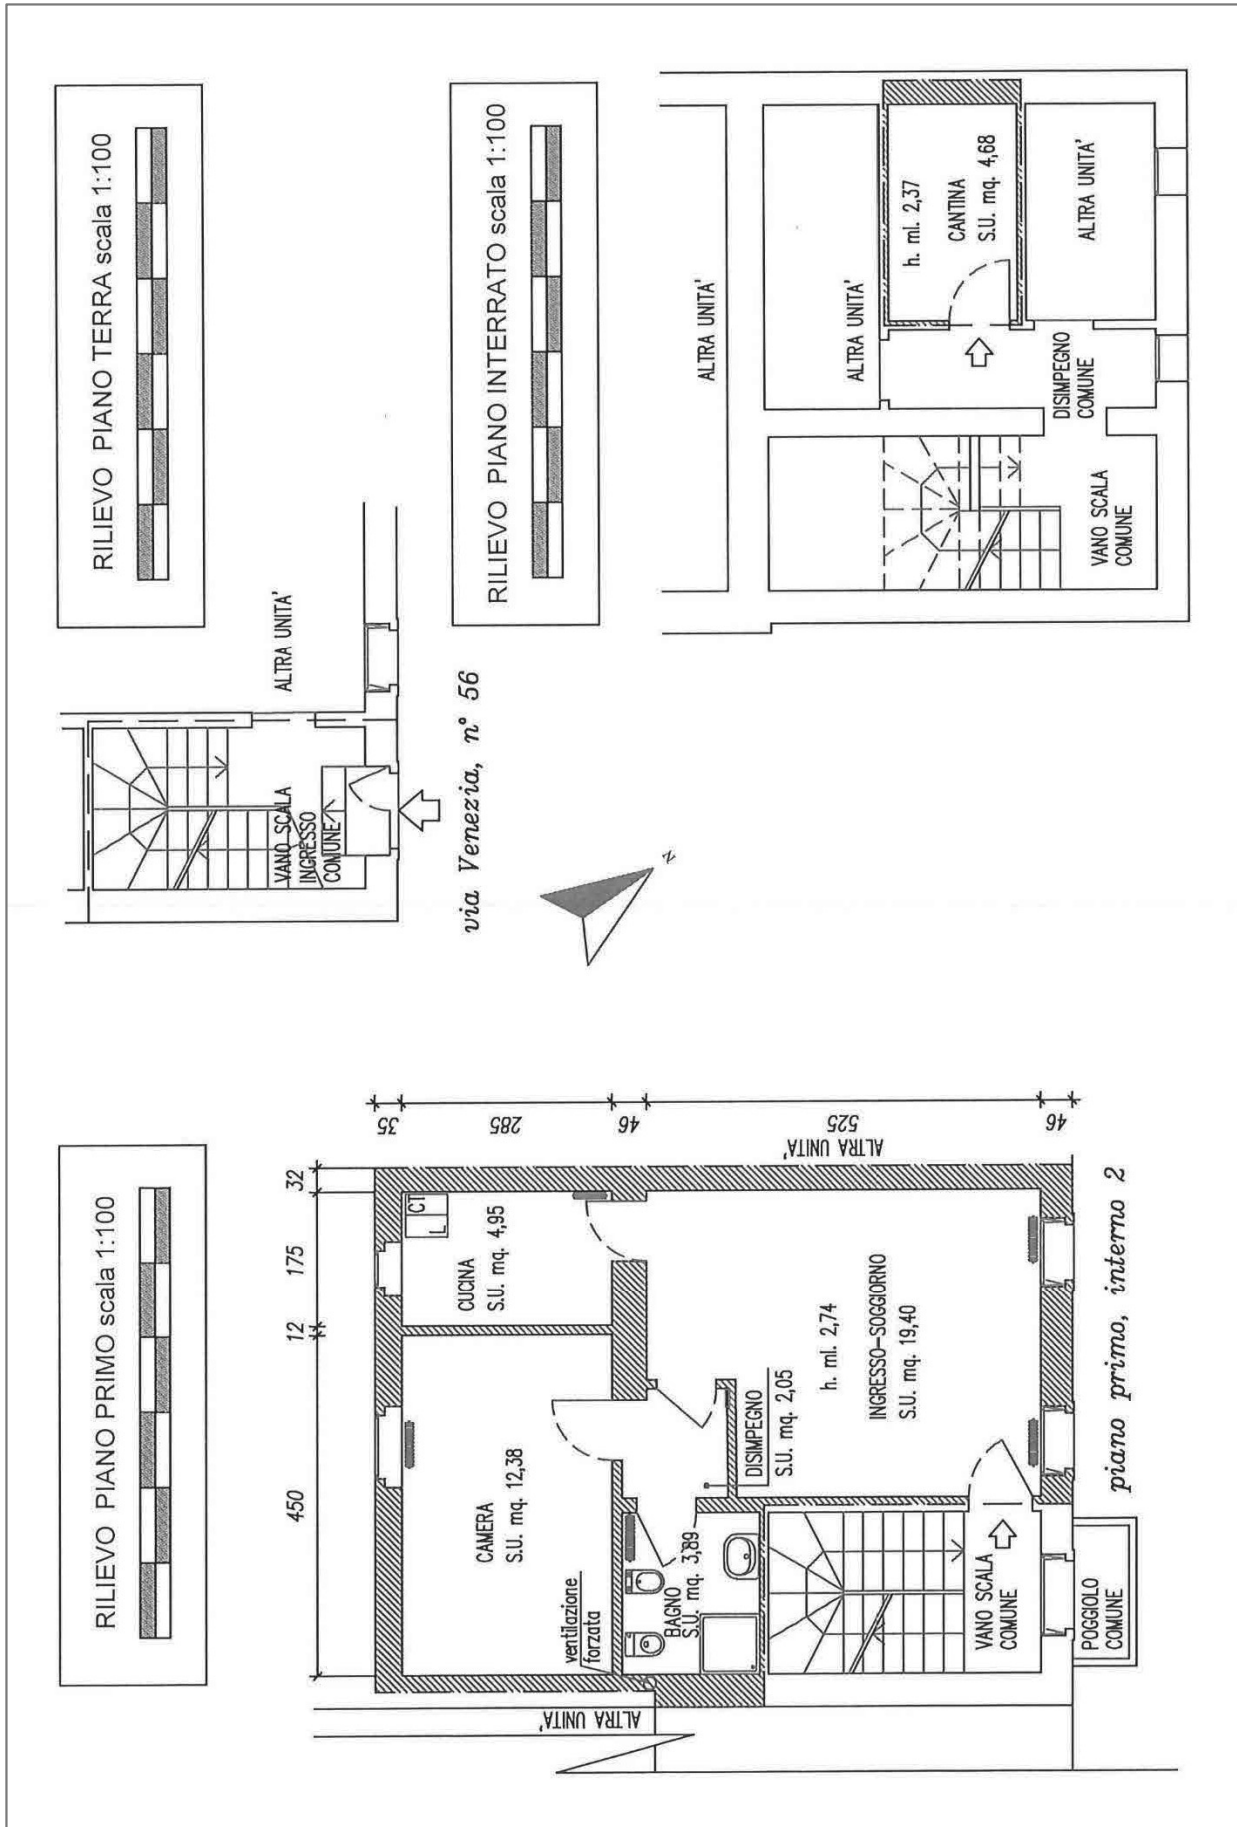 RILIEVO PIANO PRIMO scala 1:100
RILIEVO PIANO TERRA scala 1:100
RILIEVO PIANO INTERRATO scala 1:100
450
12
175
32
35
285
46
525
46
CAMERA
S.U. mq. 12,38
CUCINA
S.U. mq. 4,95
L
CT
ventilazione
forzata
BAGNO
S.U. mq. 3,89
DISIMPEGNO
S.U. mq. 2,05
h. ml. 2,74
INGRESSO-SOGGIORNO
S.U. mq. 19,40
ALTRA UNITA'
ALTRA UNITA'
VANO SCALA
COMUNE
POGGIOLO
COMUNE
piano primo, interno 2
VANO SCALA
INGRESSO
COMUNE
ALTRA UNITA'
via Venezia, n° 56
N
ALTRA UNITA'
ALTRA UNITA'
h. ml. 2,37
CANTINA
S.U. mq. 4,68
ALTRA UNITA'
DISIMPEGNO
COMUNE
VANO SCALA
COMUNE